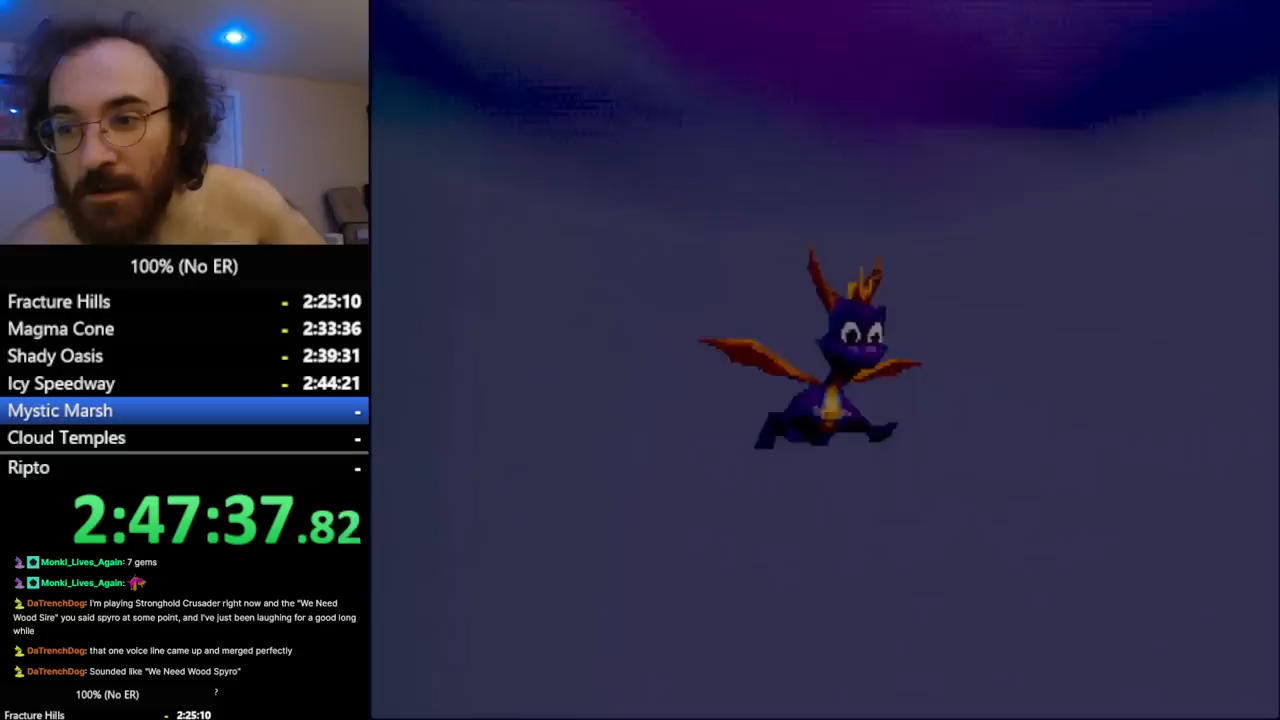 100% (No ER)
Fracture Hills - 2:25:10
Magma Cone - 2:33:36
Shady Oasis - 2:39:31
Icy Speedway - 2:44:21
Mystic Marsh -
Cloud Temples -
Ripto -
2:47:37.82
Monki_Lives_Again: 7 gems
Monki_Lives_Again:
DaTrenchDog: I'm playing Stronghold Crusader right now and the "We Need
Wood Sire" you said spyro at some point, and I've just been laughing for a good long
while
DaTrenchDog: that one voice line came up and merged perfectly
DaTrenchDog: Sounded like "We Need Wood Spyro"
100% (No ER) ?
Fracture Hills - 2:25:10